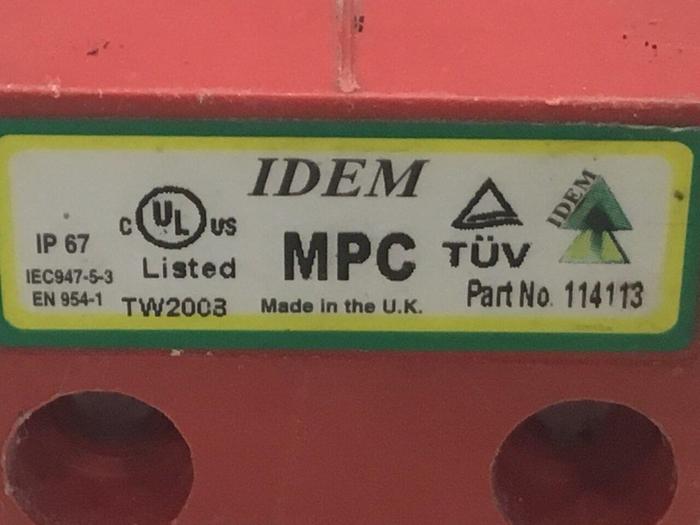 IDEM
IDEM
C UL US
Listed
MPC
TÜV
IP 67
IEC947-5-3
EN 954-1
TW2008
Made in the U.K.
Part No. 114113